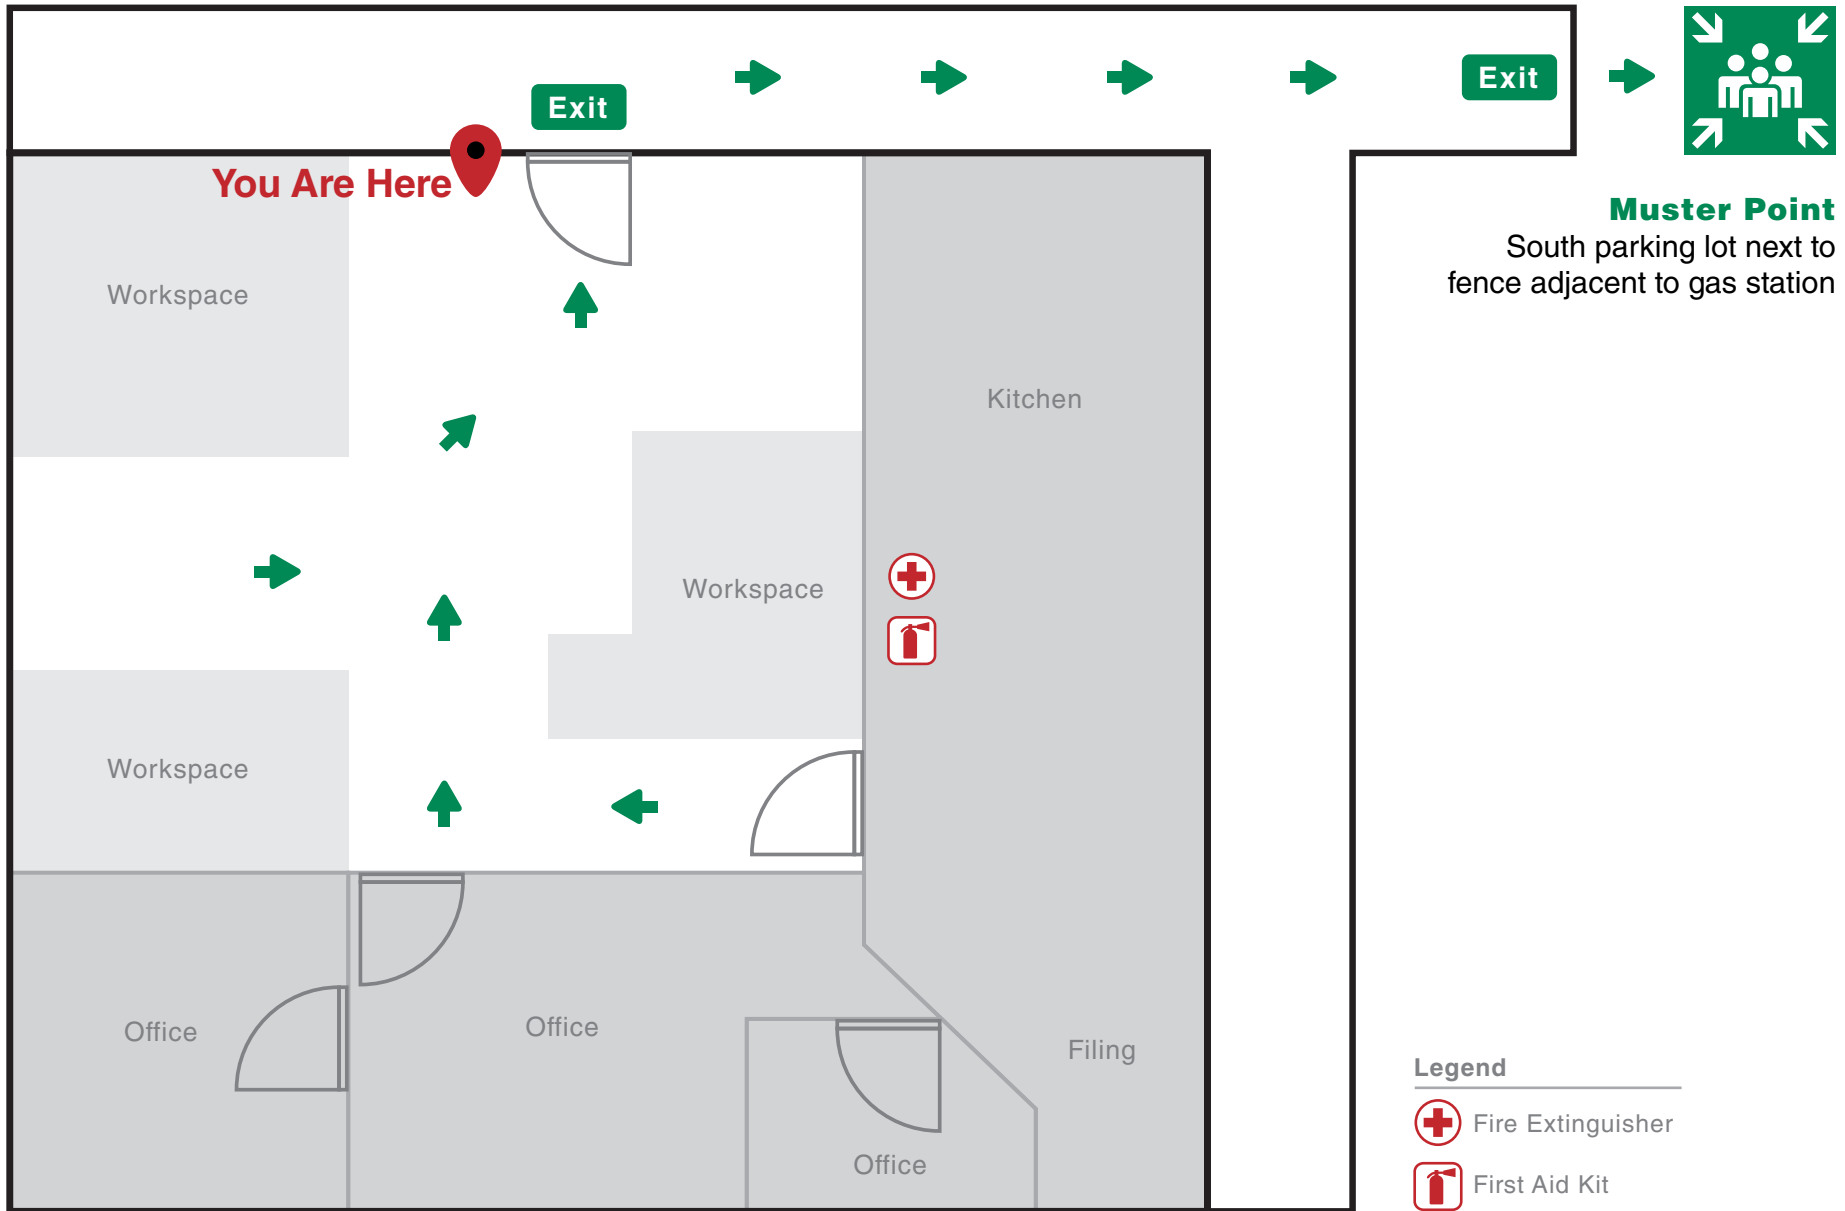 Exit
Exit
You Are Here
Muster Point
South parking lot next to
fence adjacent to gas station
Workspace
Kitchen
Workspace
Workspace
Office
Office
Filing
Office
Legend
Fire Extinguisher
First Aid Kit